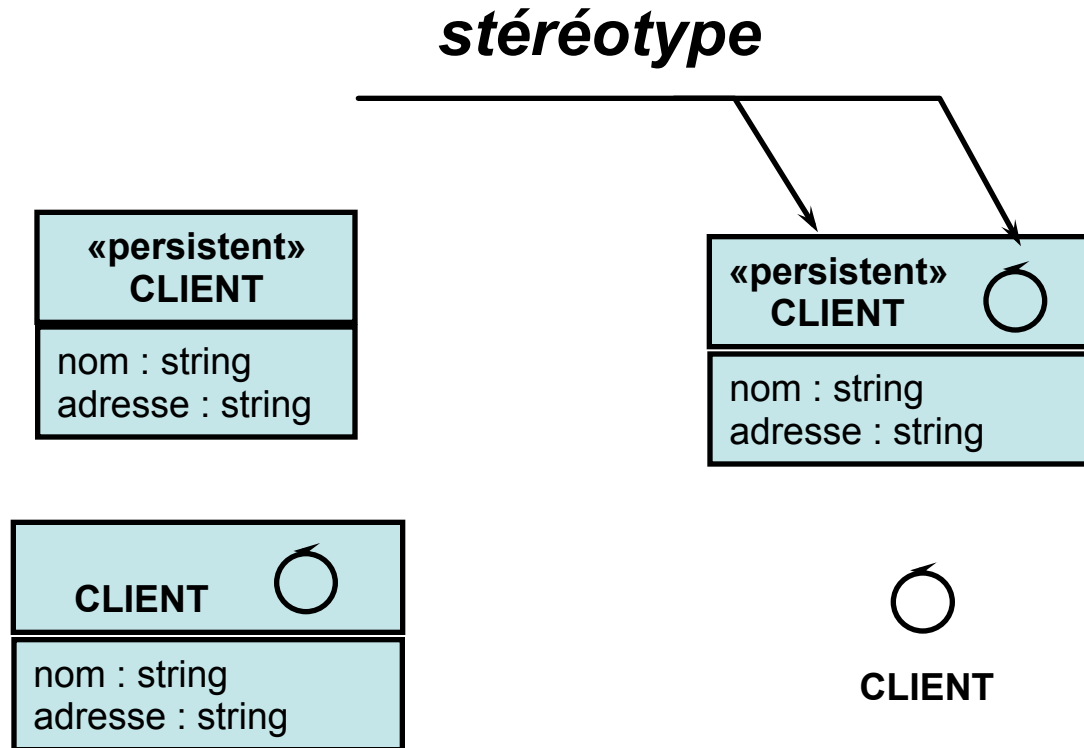 stéréotype
«persistent»
CLIENT
nom : string
adresse : string
«persistent»
CLIENT
nom : string
adresse : string
CLIENT
nom : string
adresse : string
CLIENT